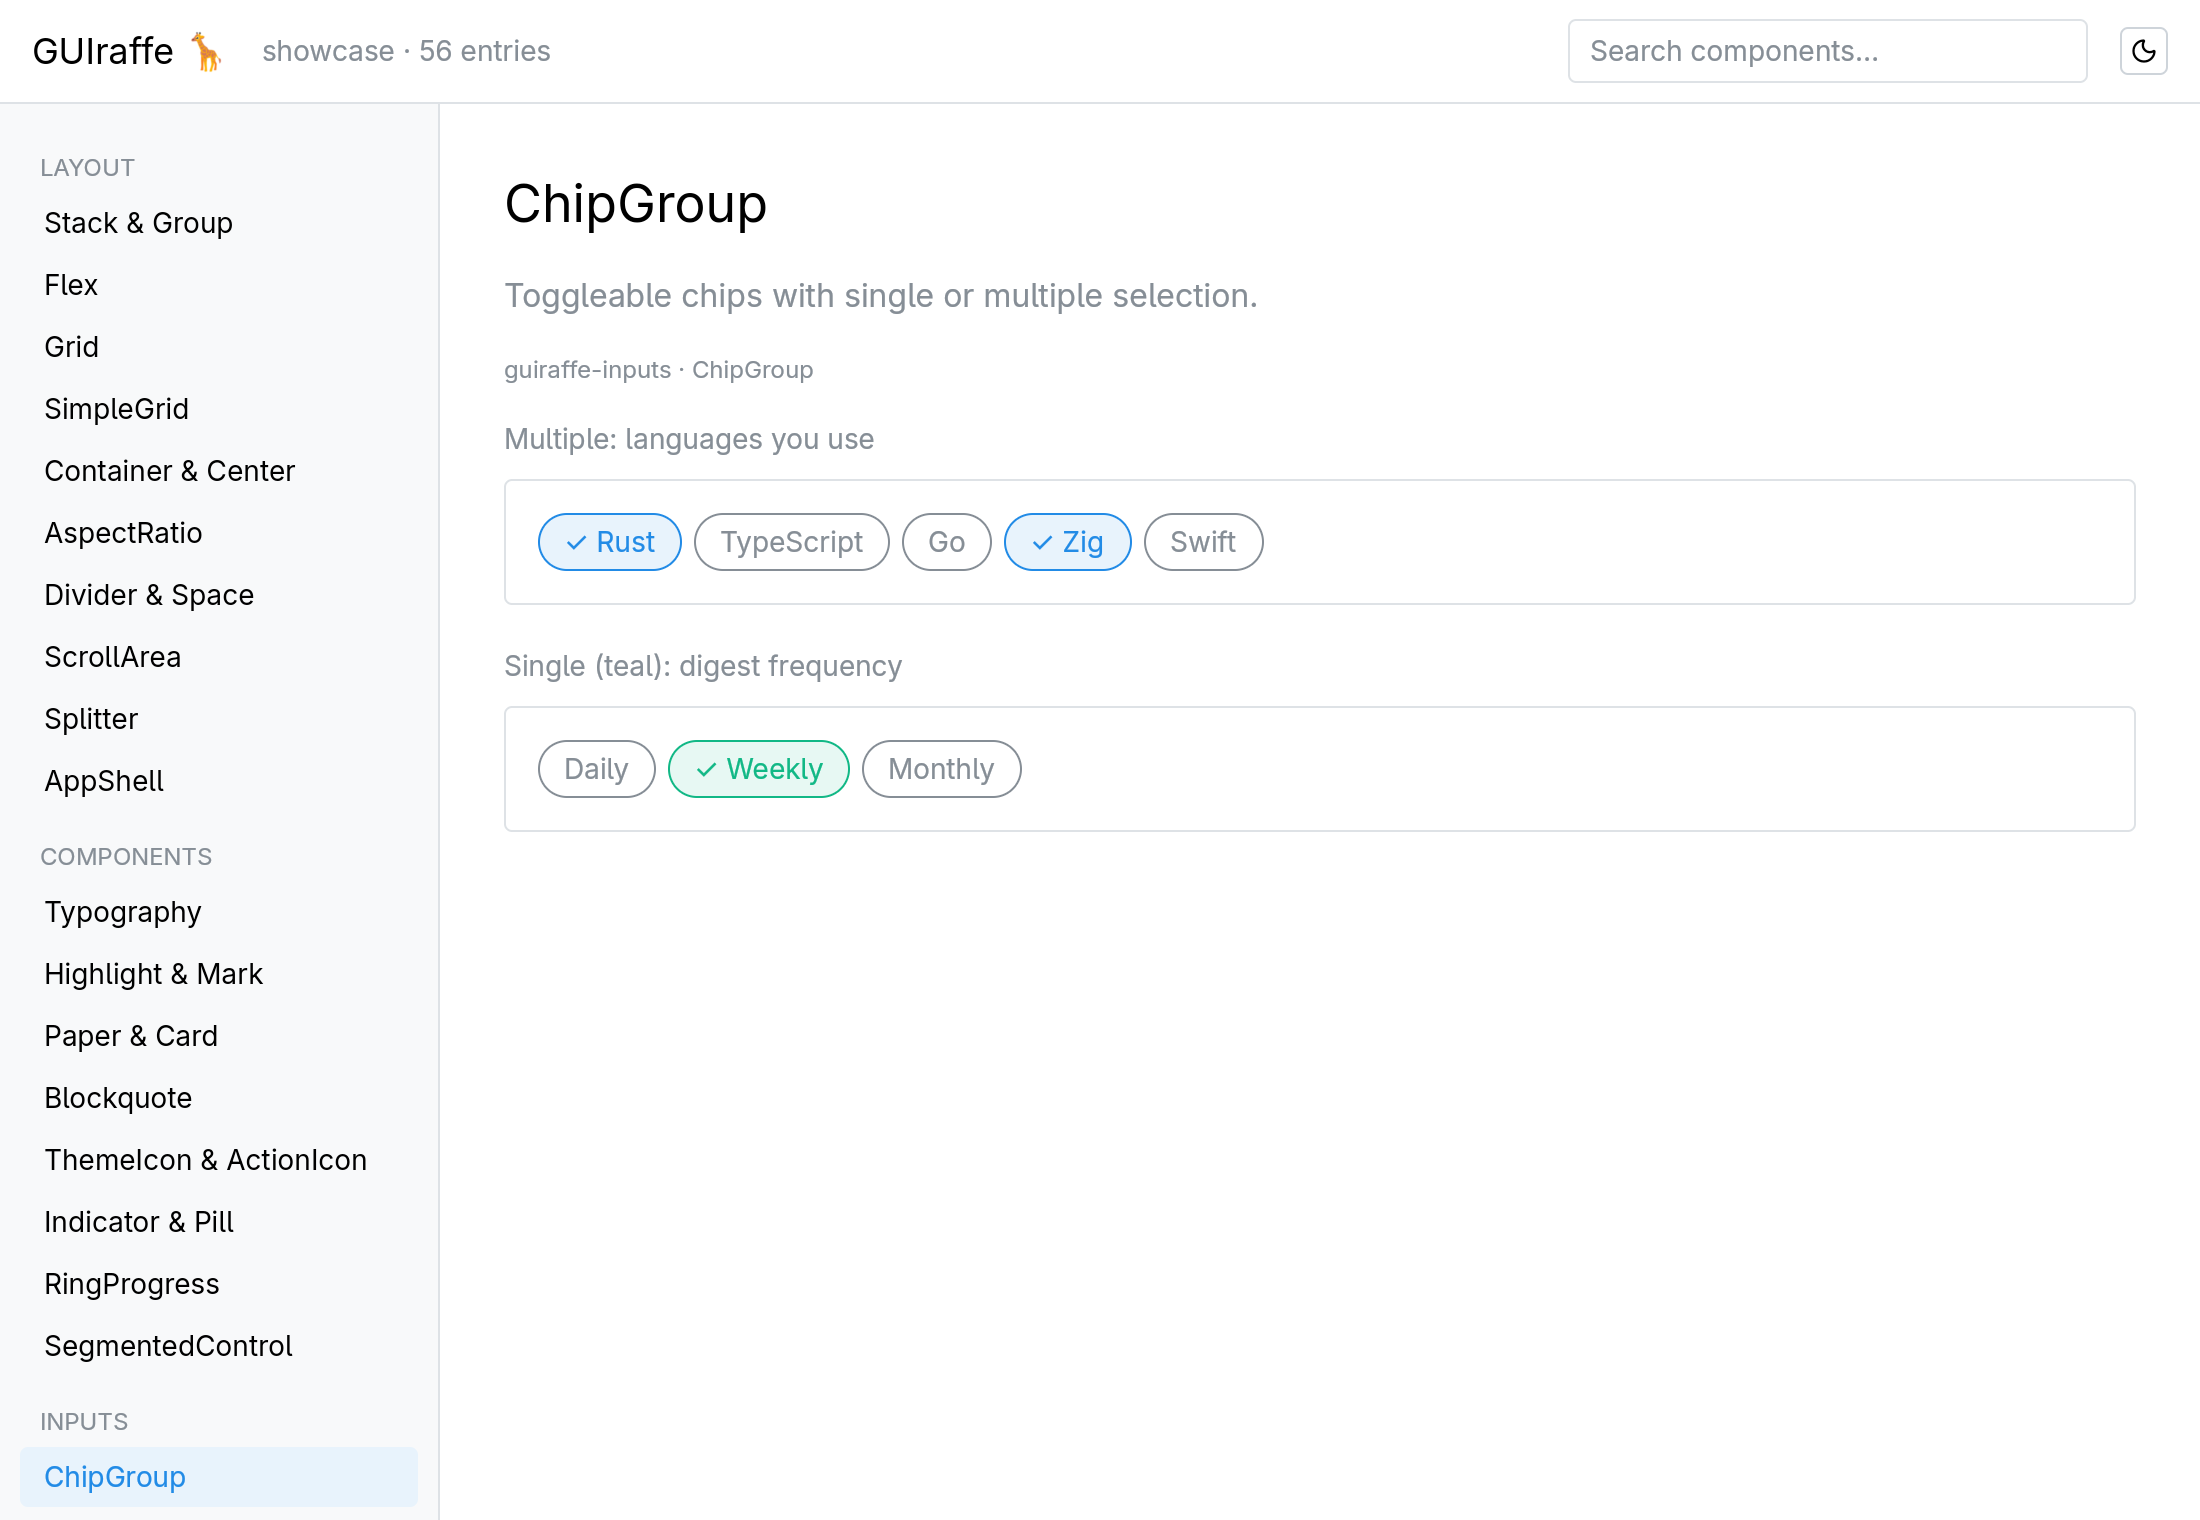 GUIraffe 🦒 showcase · 56 entries Search components...
LAYOUT
Stack & Group
Flex
Grid
SimpleGrid
Container & Center
AspectRatio
Divider & Space
ScrollArea
Splitter
AppShell
COMPONENTS
Typography
Highlight & Mark
Paper & Card
Blockquote
ThemeIcon & ActionIcon
Indicator & Pill
RingProgress
SegmentedControl
INPUTS
ChipGroup
ChipGroup
Toggleable chips with single or multiple selection.
guiraffe-inputs · ChipGroup
Multiple: languages you use
Rust TypeScript Go Zig Swift
Single (teal): digest frequency
Daily Weekly Monthly